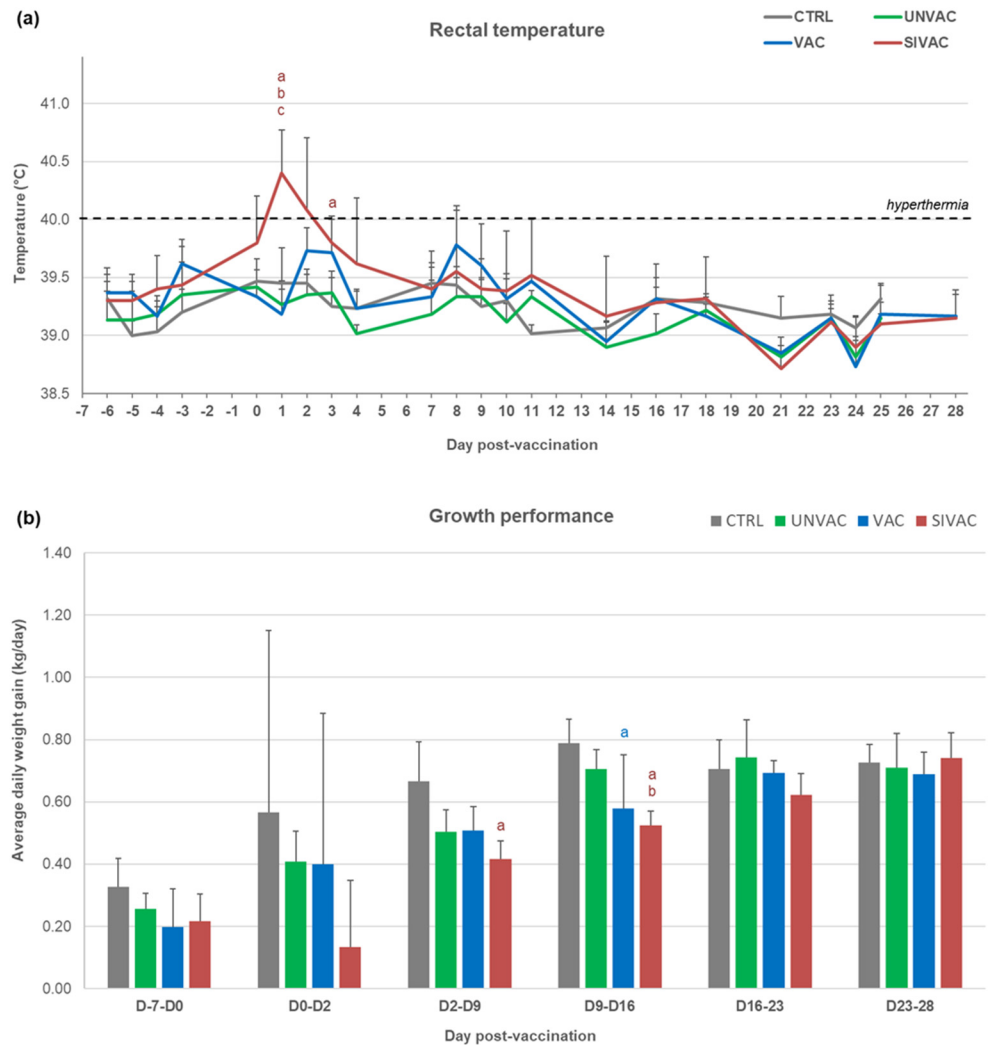 (a)
Rectal temperature
CTRL UNVAC
VAC SIVAC
a
b
c
a
hyperthermia
41.0
40.5
40.0
39.5
39.0
38.5
Temperature (°C)
-7 -6 -5 -4 -3 -2 -1 0 1 2 3 4 5 6 7 8 9 10 11 12 13 14 15 16 17 18 19 20 21 22 23 24 25 26 27 28
Day post-vaccination
(b)
Growth performance
CTRL UNVAC VAC SIVAC
1.40
1.20
1.00
0.80
0.60
0.40
0.20
0.00
Average daily weight gain (kg/day)
a
a
a
b
D-7-D0 D0-D2 D2-D9 D9-D16 D16-23 D23-28
Day post-vaccination